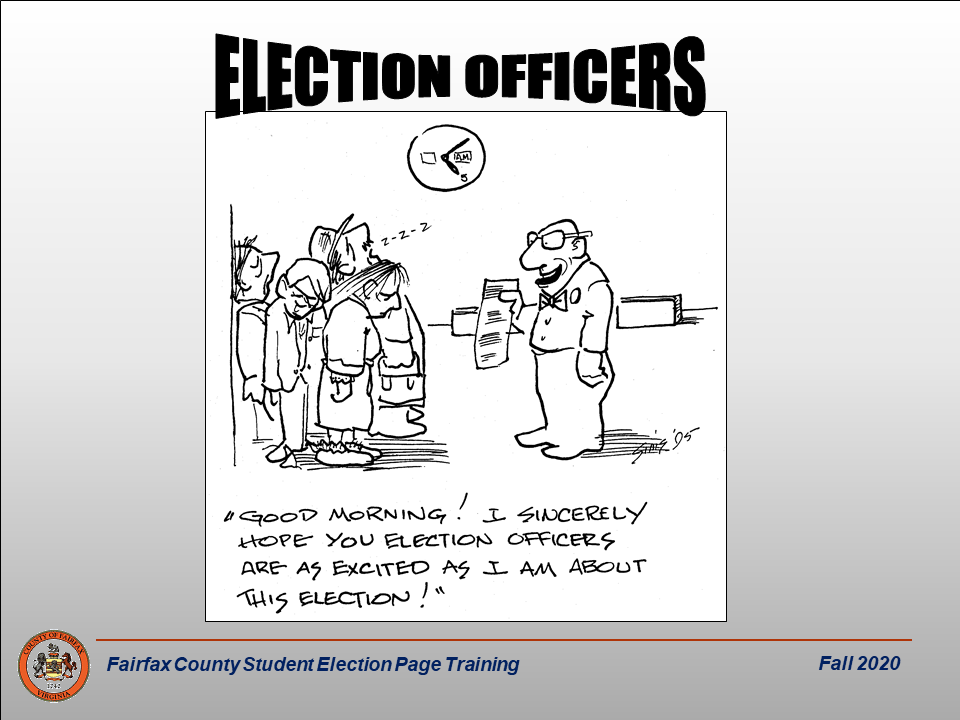 ELECTION OFFICERS
AM
5
Z-Z-Z
SIMS '05
"GOOD MORNING! I SINCERELY
HOPE YOU ELECTION OFFICERS
ARE AS EXCITED AS I AM ABOUT
THIS ELECTION!"
COUNTY OF FAIRFAX
1742
VIRGINIA
Fairfax County Student Election Page Training
Fall 2020